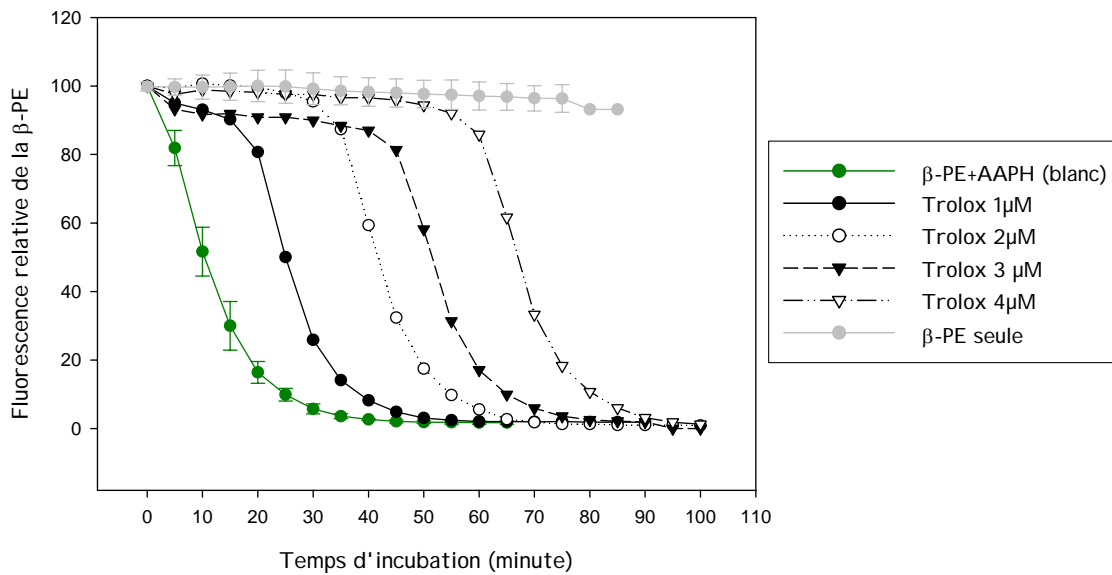 Fluorescence relative de la β-PE
120
100
80
60
40
20
0
0 10 20 30 40 50 60 70 80 90 100 110
Temps d'incubation (minute)
β-PE+AAPH (blanc)
Trolox 1µM
Trolox 2µM
Trolox 3 µM
Trolox 4µM
β-PE seule